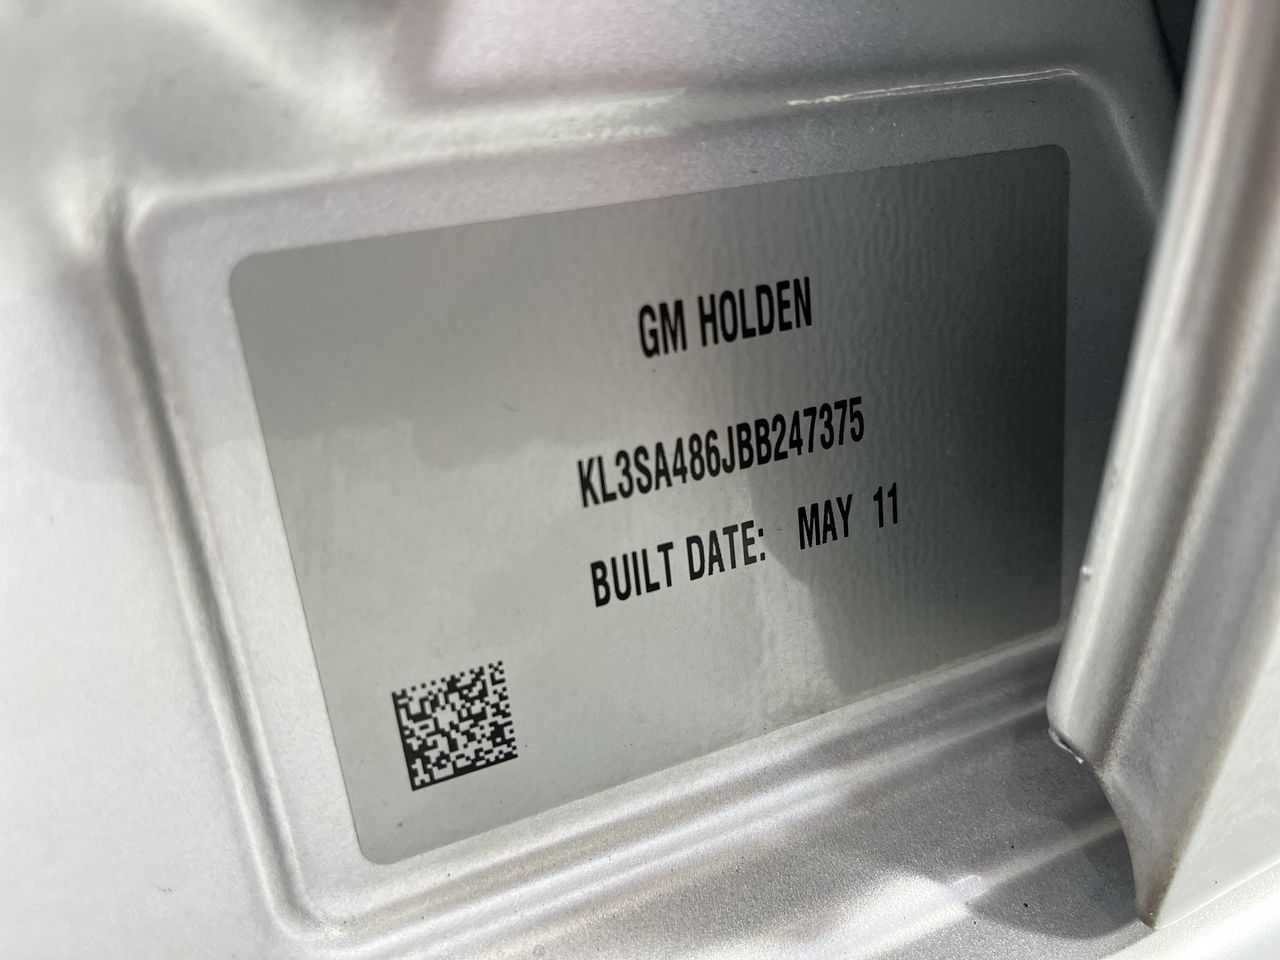 GM HOLDEN
KL3SA486JBB247375
BUILT DATE: MAY 11